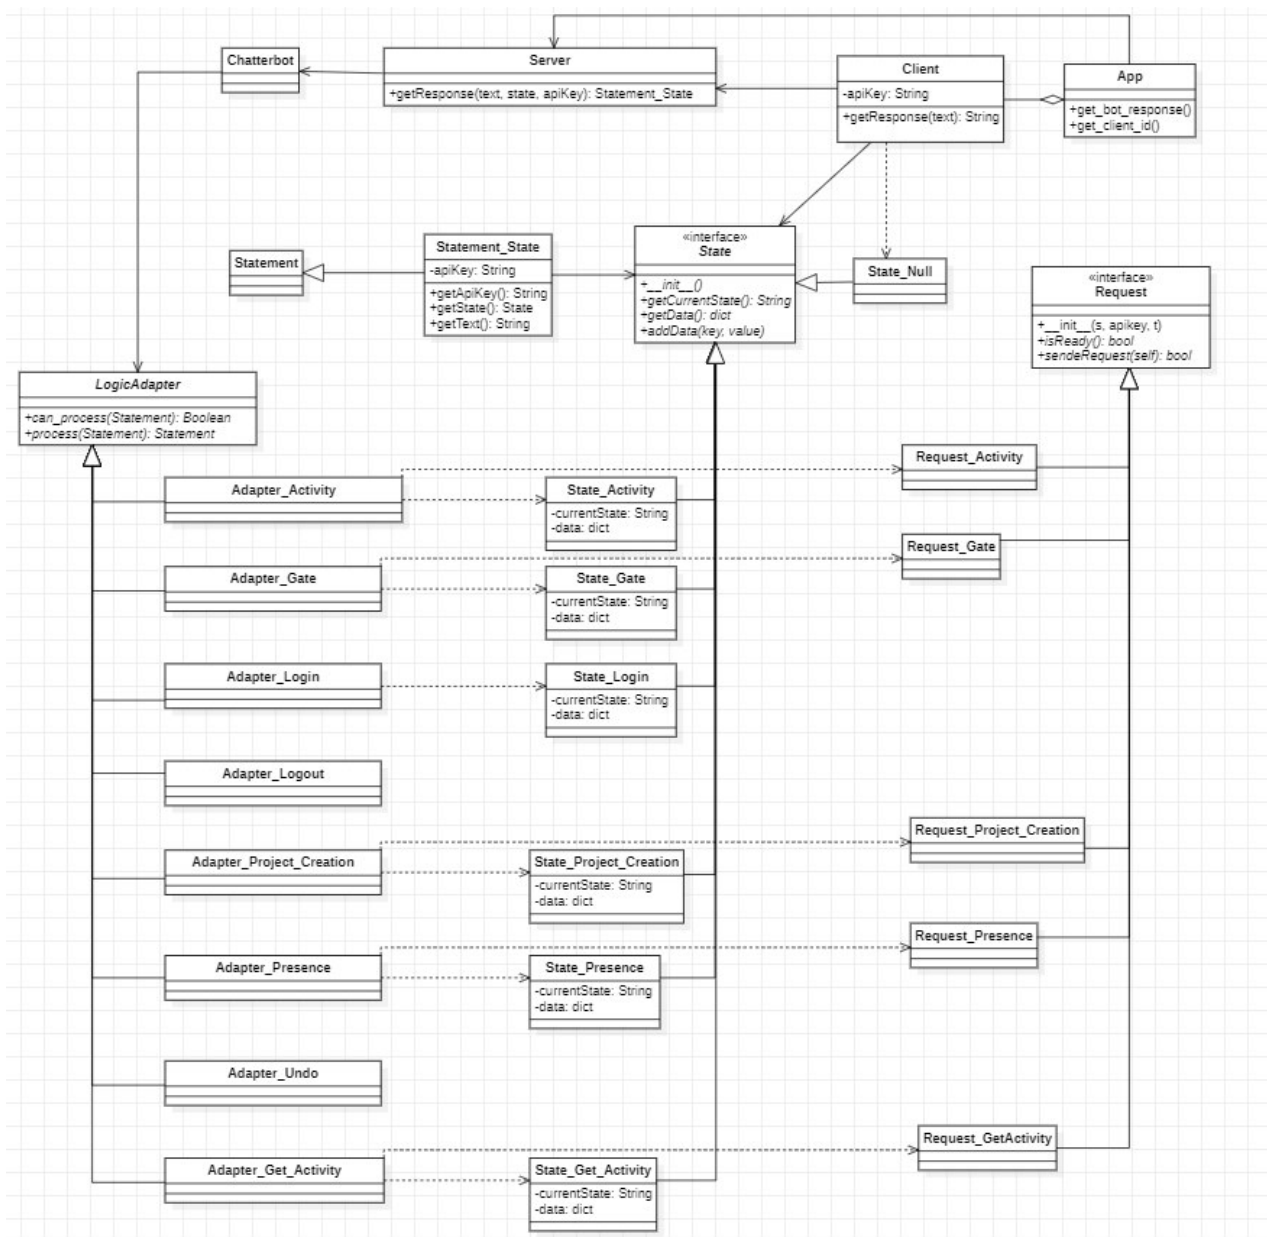 Chatterbot
Server
+getResponse(text, state, apiKey): Statement_State
Client
-apiKey: String
+getResponse(text): String
App
+get_bot_response()
+get_client_id()
Statement
Statement_State
-apiKey: String
+getApiKey(): String
+getState(): State
+getText(): String
«interface»
State
+__init__()
+getCurrentState(): String
+getData(): dict
+addData(key, value)
State_Null
«interface»
Request
+__init__(s, apikey, t)
+isReady(): bool
+sendeRequest(self): bool
LogicAdapter
+can_process(Statement): Boolean
+process(Statement): Statement
Adapter_Activity
State_Activity
-currentState: String
-data: dict
Request_Activity
Adapter_Gate
State_Gate
-currentState: String
-data: dict
Request_Gate
Adapter_Login
State_Login
-currentState: String
-data: dict
Adapter_Logout
Adapter_Project_Creation
State_Project_Creation
-currentState: String
-data: dict
Request_Project_Creation
Adapter_Presence
State_Presence
-currentState: String
-data: dict
Request_Presence
Adapter_Undo
Adapter_Get_Activity
State_Get_Activity
-currentState: String
-data: dict
Request_GetActivity